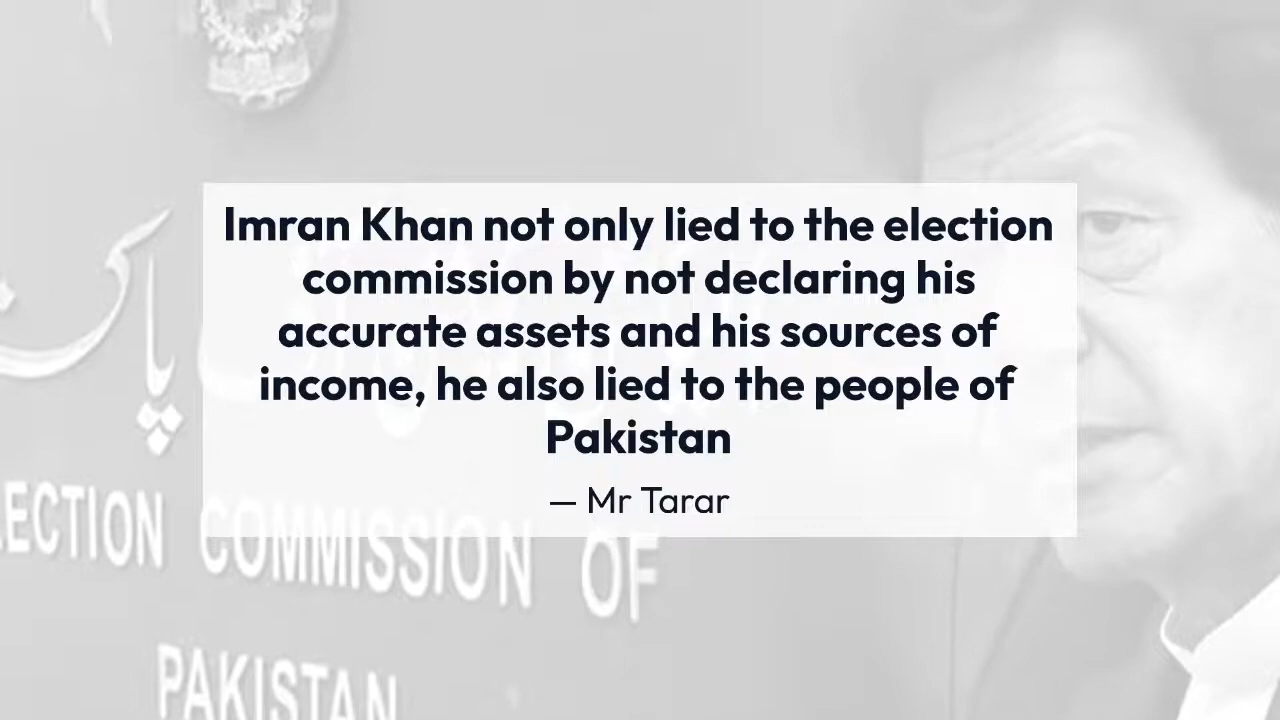 Imran Khan not only lied to the election
commission by not declaring his
accurate assets and his sources of
income, he also lied to the people of
Pakistan
— Mr Tarar
COMMISSION OF
PAKISTAN